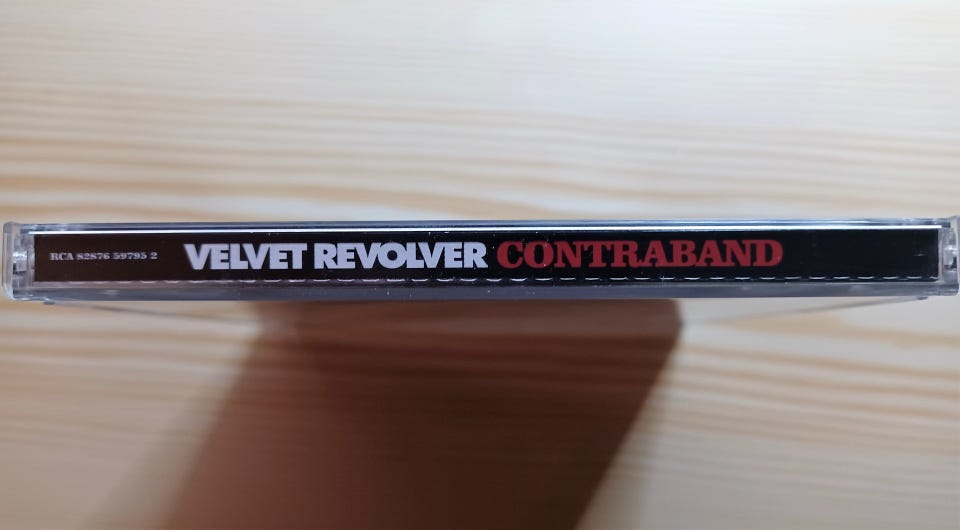 RCA 82876 59795 2 VELVET REVOLVER CONTRABAND